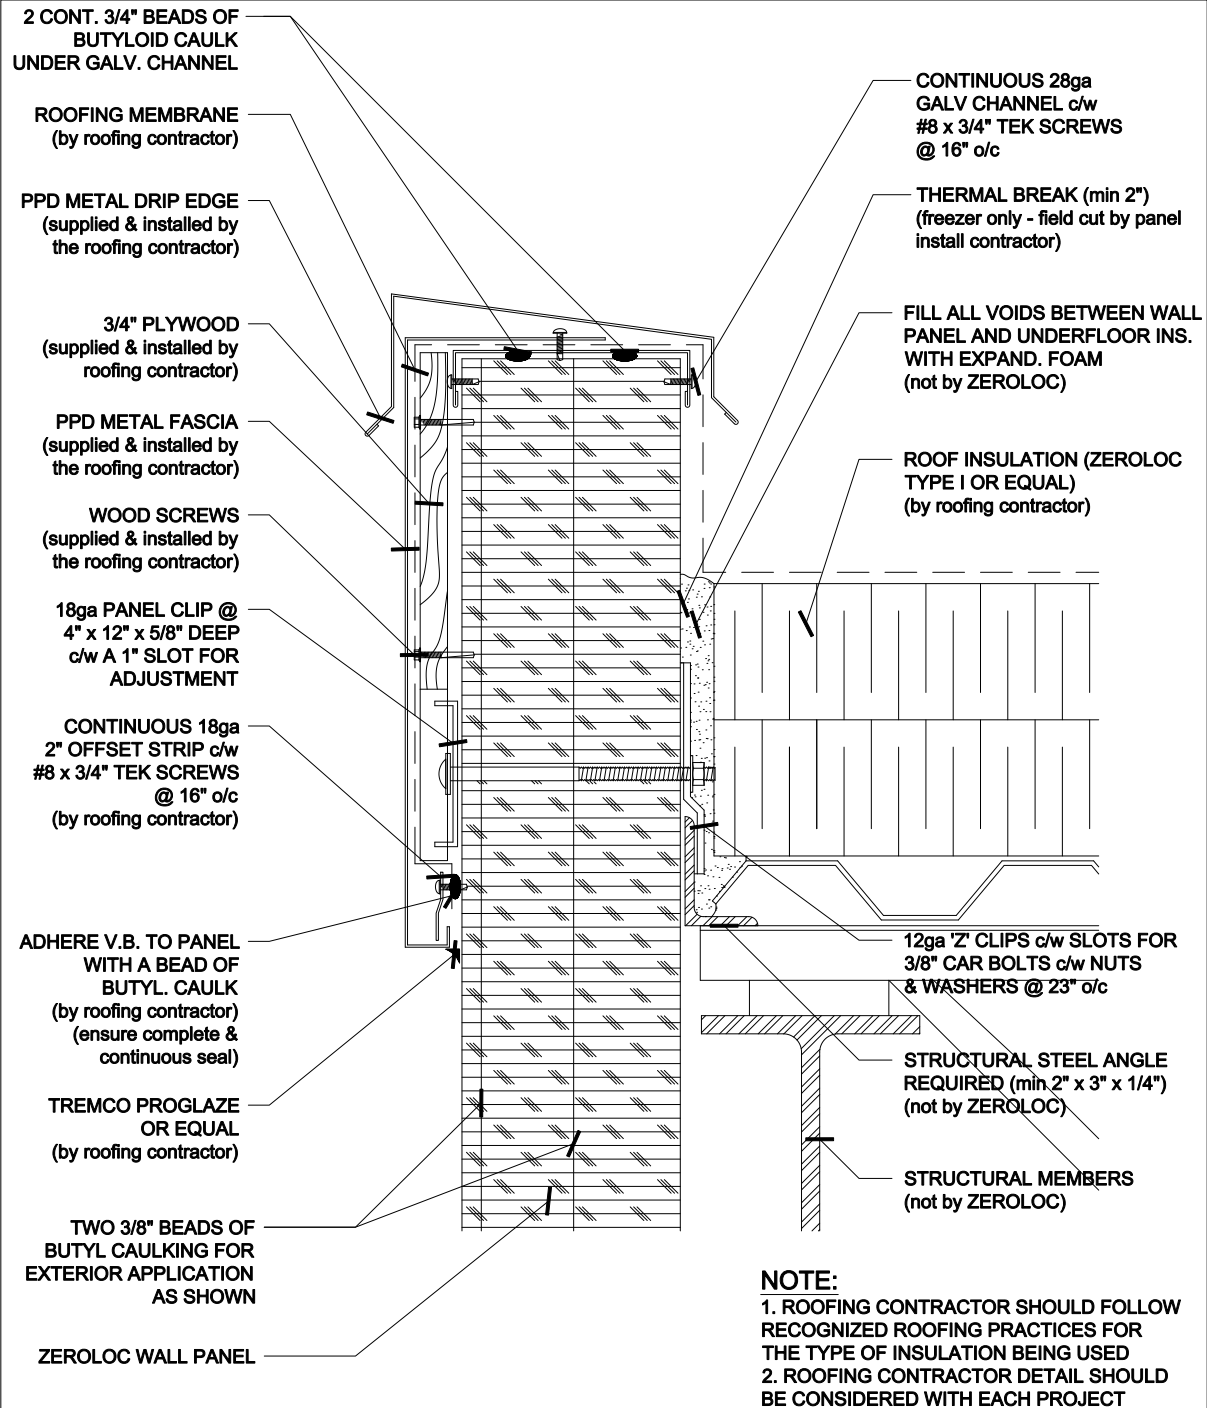 2 CONT. 3/4" BEADS OF
BUTYLOID CAULK
UNDER GALV. CHANNEL
ROOFING MEMBRANE
(by roofing contractor)
PPD METAL DRIP EDGE
(supplied & installed by
the roofing contractor)
3/4" PLYWOOD
(supplied & installed by
roofing contractor)
PPD METAL FASCIA
(supplied & installed by
the roofing contractor)
WOOD SCREWS
(supplied & installed by
the roofing contractor)
18ga PANEL CLIP @
4" x 12" x 5/8" DEEP
c/w A 1" SLOT FOR
ADJUSTMENT
CONTINUOUS 18ga
2" OFFSET STRIP c/w
#8 x 3/4" TEK SCREWS
@ 16" o/c
(by roofing contractor)
ADHERE V.B. TO PANEL
WITH A BEAD OF
BUTYL. CAULK
(by roofing contractor)
(ensure complete &
continuous seal)
TREMCO PROGLAZE
OR EQUAL
(by roofing contractor)
TWO 3/8" BEADS OF
BUTYL CAULKING FOR
EXTERIOR APPLICATION
AS SHOWN
ZEROLOC WALL PANEL
CONTINUOUS 28ga
GALV CHANNEL c/w
#8 x 3/4" TEK SCREWS
@ 16" o/c
THERMAL BREAK (min 2")
(freezer only - field cut by panel
install contractor)
FILL ALL VOIDS BETWEEN WALL
PANEL AND UNDERFLOOR INS.
WITH EXPAND. FOAM
(not by ZEROLOC)
ROOF INSULATION (ZEROLOC
TYPE I OR EQUAL)
(by roofing contractor)
12ga 'Z' CLIPS c/w SLOTS FOR
3/8" CAR BOLTS c/w NUTS
& WASHERS @ 23" o/c
STRUCTURAL STEEL ANGLE
REQUIRED (min 2" x 3" x 1/4")
(not by ZEROLOC)
STRUCTURAL MEMBERS
(not by ZEROLOC)
NOTE:
1. ROOFING CONTRACTOR SHOULD FOLLOW
RECOGNIZED ROOFING PRACTICES FOR
THE TYPE OF INSULATION BEING USED
2. ROOFING CONTRACTOR DETAIL SHOULD
BE CONSIDERED WITH EACH PROJECT